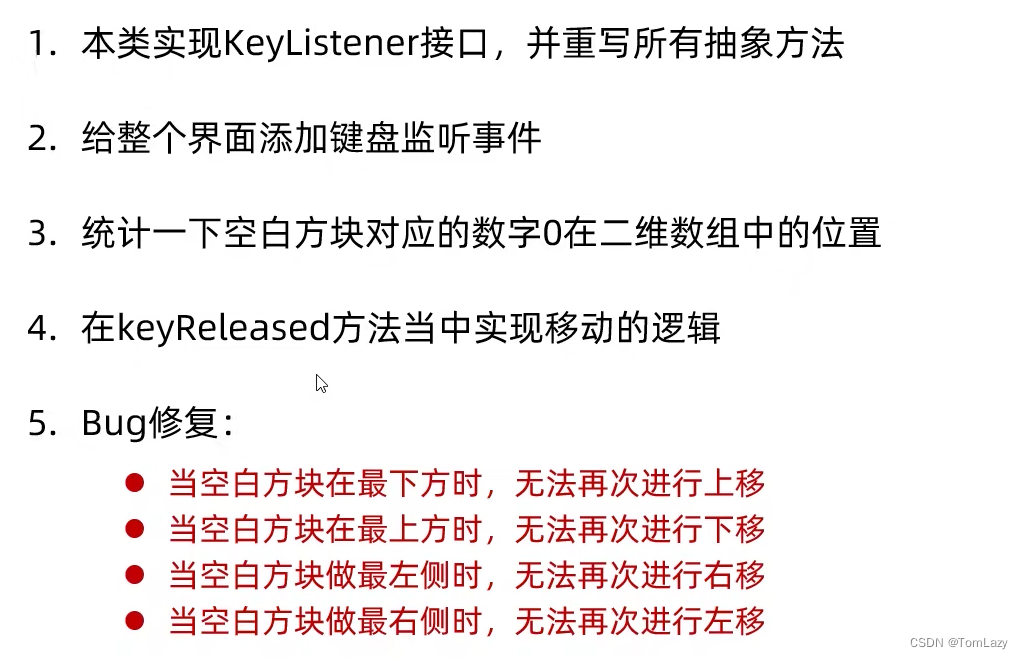 1. 本类实现KeyListener接口，并重写所有抽象方法
2. 给整个界面添加键盘监听事件
3. 统计一下空白方块对应的数字0在二维数组中的位置
4. 在keyReleased方法当中实现移动的逻辑
5. Bug修复：
● 当空白方块在最下方时，无法再次进行上移
● 当空白方块在最上方时，无法再次进行下移
● 当空白方块做最左侧时，无法再次进行右移
● 当空白方块做最右侧时，无法再次进行左移
CSDN @TomLazy